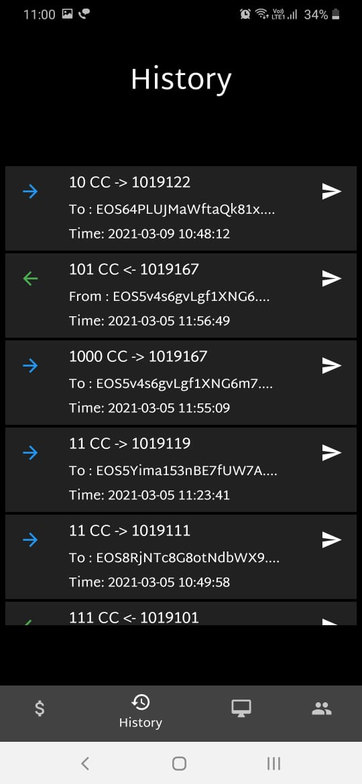 11:00
Vo))
LTE1
34%
History
10 CC -> 1019122
To : EOS64PLUJMaWftaQk81x....
Time: 2021-03-09 10:48:12
101 CC <- 1019167
From : EOS5v4s6gvLgf1XNG6....
Time: 2021-03-05 11:56:49
1000 CC -> 1019167
To : EOS5v4s6gvLgf1XNG6m7....
Time: 2021-03-05 11:55:09
11 CC -> 1019119
To : EOS5Yima153nBE7fUW7A....
Time: 2021-03-05 11:23:41
11 CC -> 1019111
To : EOS8RjNTc8G8otNdbWX9....
Time: 2021-03-05 10:49:58
111 CC <- 1019101
$
History